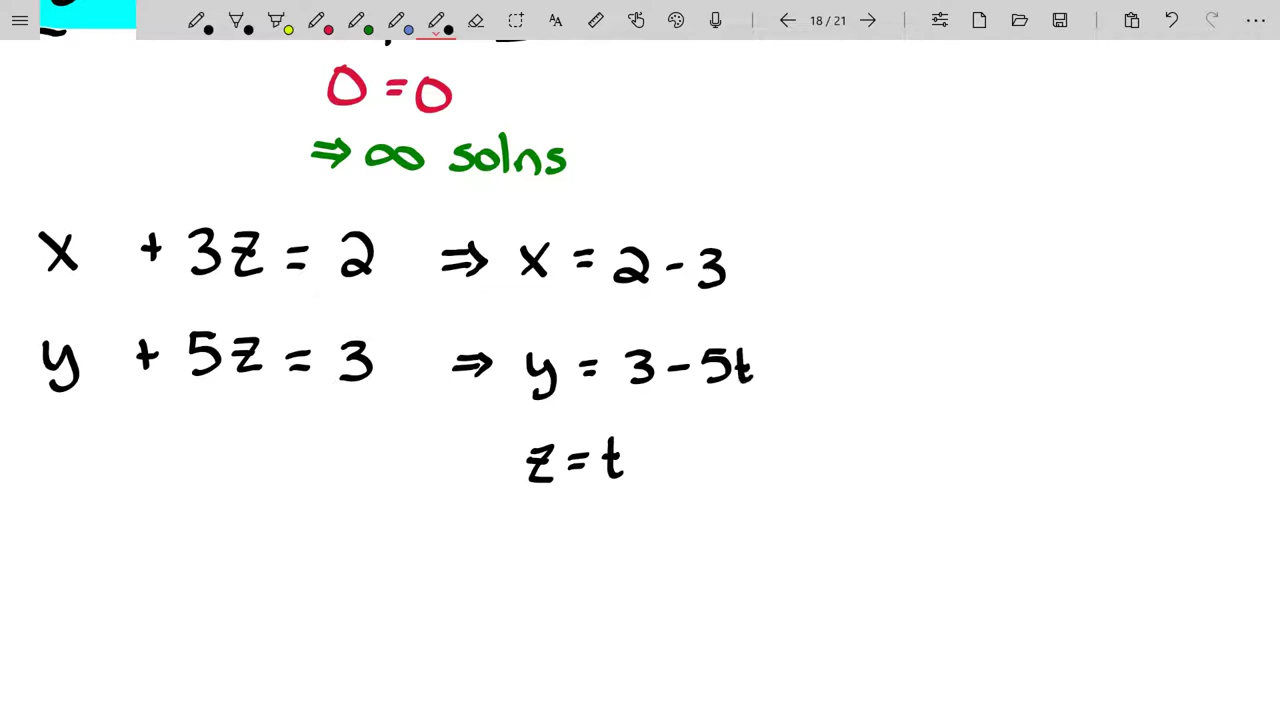 18 / 21
0 = 0
⇒ ∞ solns
x + 3z = 2 ⇒ x = 2 - 3
y + 5z = 3 ⇒ y = 3 - 5t
z = t